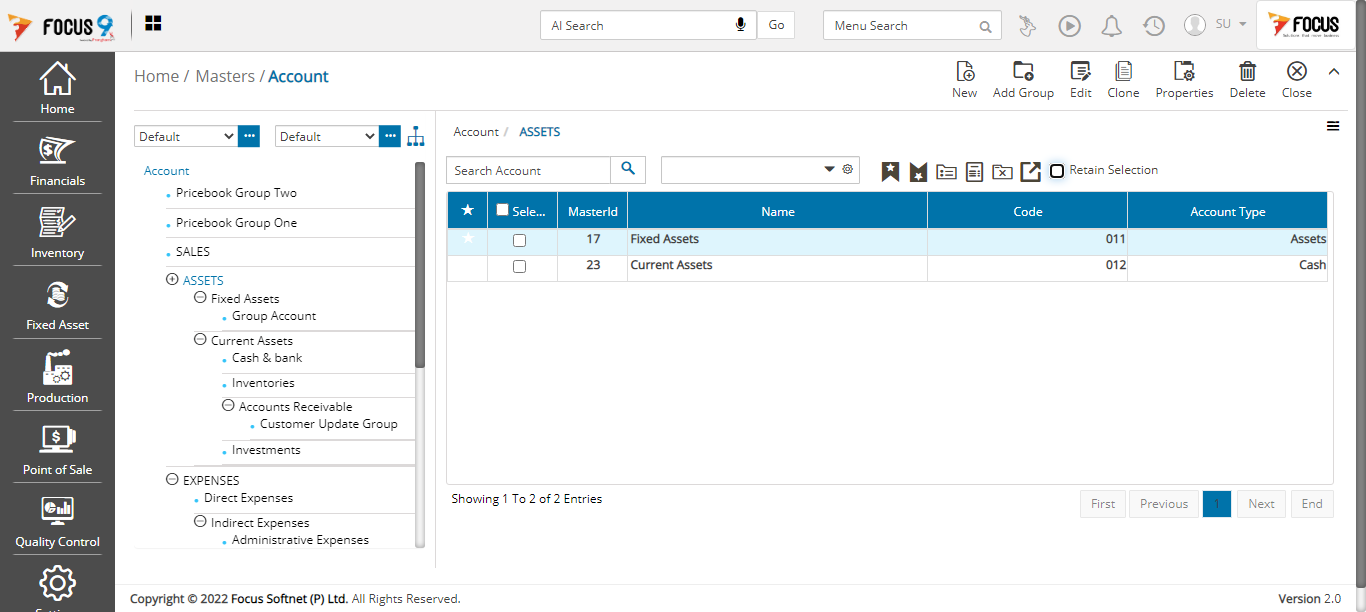 FOCUS 9
AI Search
Go
Menu Search
SU
FOCUS
Home
Financials
Inventory
Fixed Asset
Production
Point of Sale
Quality Control
Home / Masters / Account
New
Add Group
Edit
Clone
Properties
Delete
Close
Default
Default
Account
Pricebook Group Two
Pricebook Group One
SALES
ASSETS
Fixed Assets
Group Account
Current Assets
Cash & bank
Inventories
Accounts Receivable
Customer Update Group
Investments
EXPENSES
Direct Expenses
Indirect Expenses
Administrative Expenses
Account / ASSETS
Search Account
Retain Selection
Sele... MasterId Name Code Account Type
17 Fixed Assets 011 Assets
23 Current Assets 012 Cash
Showing 1 To 2 of 2 Entries
First Previous 1 Next End
Copyright © 2022 Focus Softnet (P) Ltd. All Rights Reserved.
Version 2.0